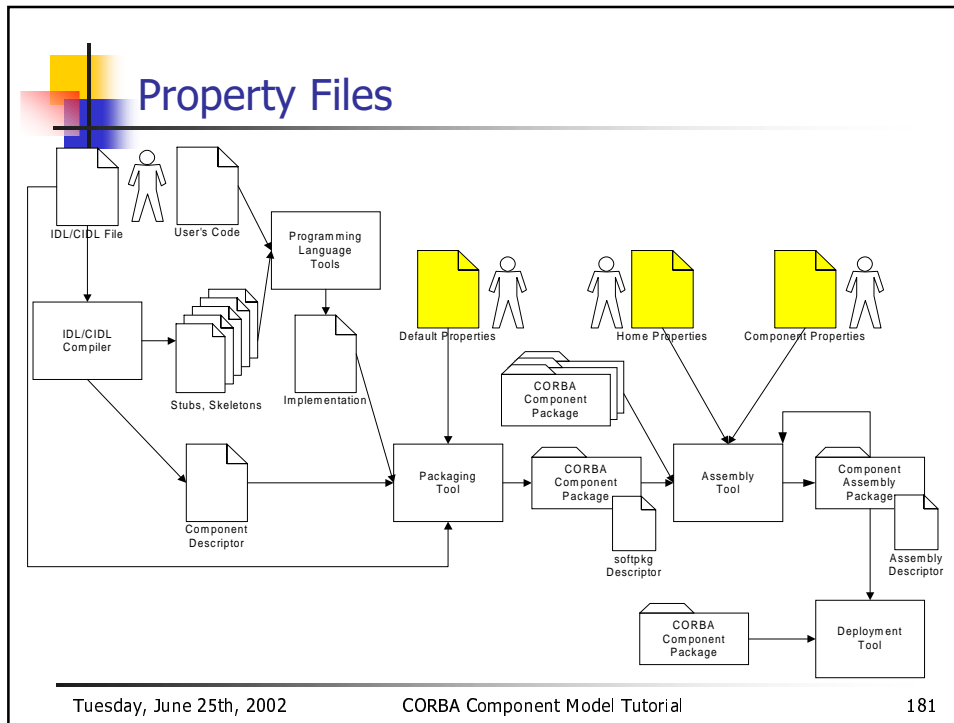 Property Files
IDL/CIDL File
User's Code
Programming
Language
Tools
IDL/CIDL
Compiler
Stubs, Skeletons
Implementation
Default Properties
Home Properties
Component Properties
CORBA
Component
Package
Component
Descriptor
Packaging
Tool
CORBA
Component
Package
softpkg
Descriptor
Assembly
Tool
Component
Assembly
Package
Assembly
Descriptor
CORBA
Component
Package
Deployment
Tool
Tuesday, June 25th, 2002
CORBA Component Model Tutorial
181